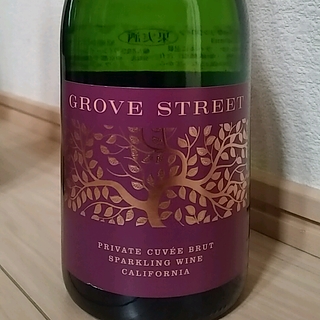 GROVE STREET
PRIVATE CUVÉE BRUT
SPARKLING WINE
CALIFORNIA